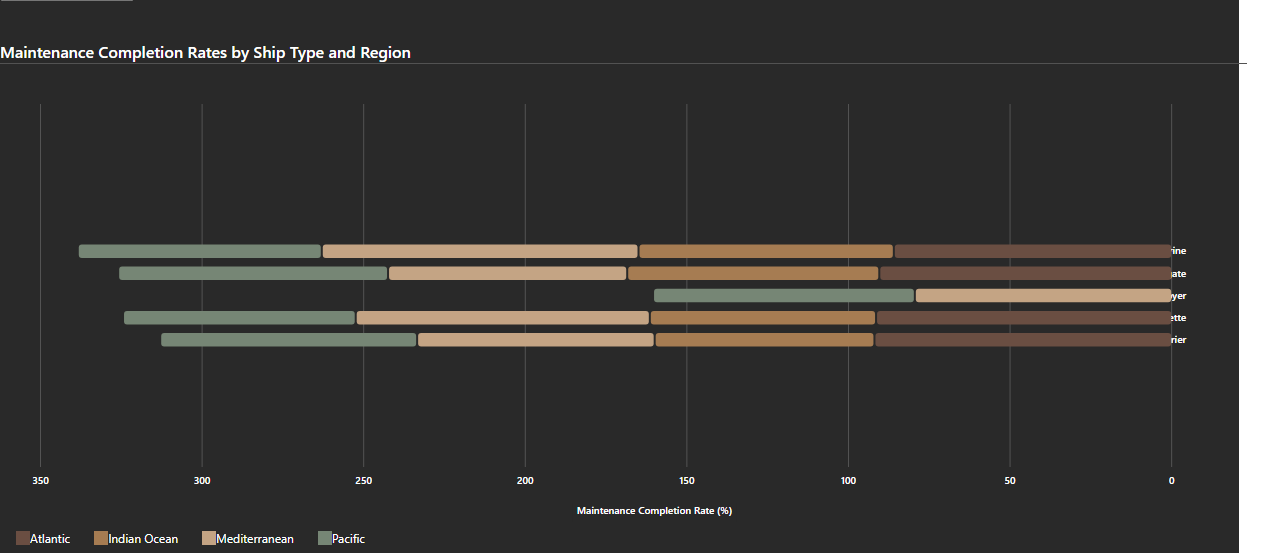 Maintenance Completion Rates by Ship Type and Region
rine
ate
yer
ette
rier
350 300 250 200 150 100 50 0
Maintenance Completion Rate (%)
Atlantic Indian Ocean Mediterranean Pacific